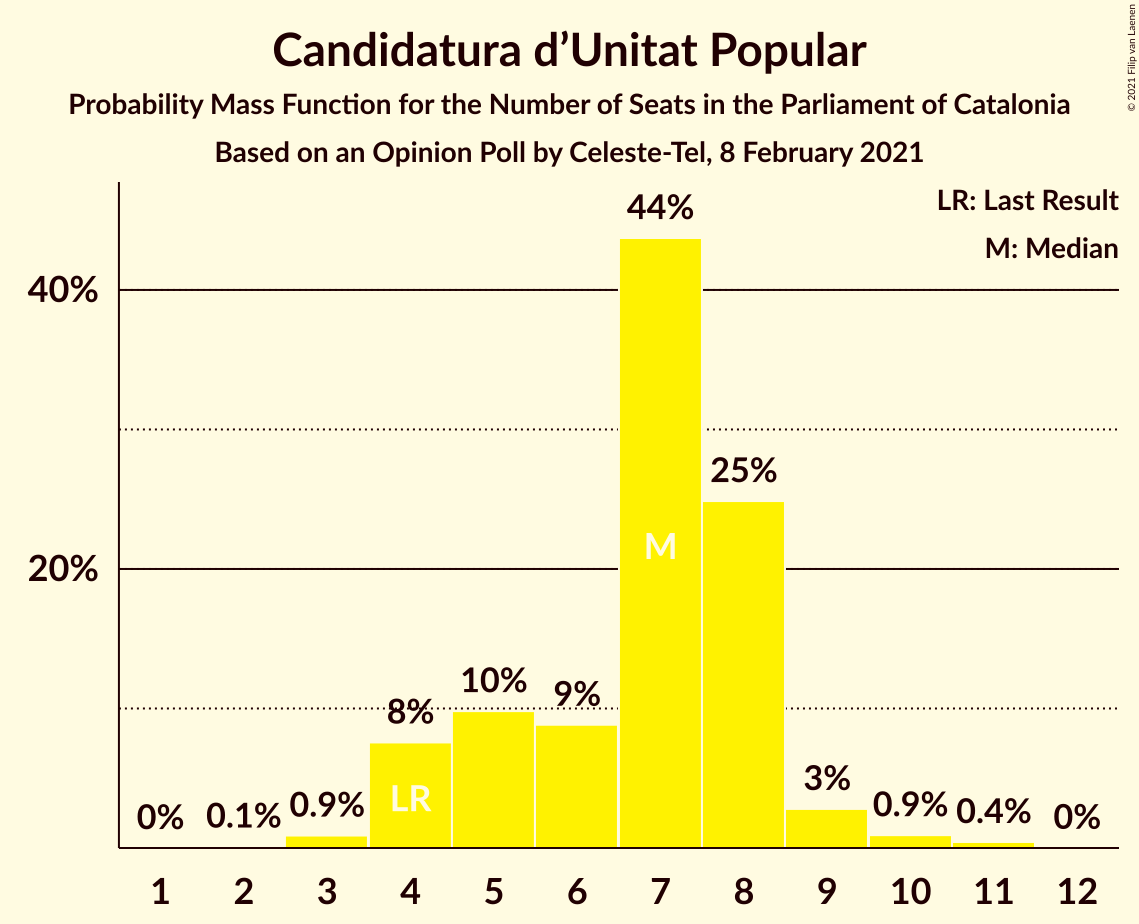 Candidatura d’Unitat Popular
Probability Mass Function for the Number of Seats in the Parliament of Catalonia
Based on an Opinion Poll by Celeste-Tel, 8 February 2021
© 2021 Filip van Laenen
LR: Last Result
M: Median
40%
20%
0%
0.1%
0.9%
8%
10%
9%
44%
25%
3%
0.9%
0.4%
0%
LR
M
1 2 3 4 5 6 7 8 9 10 11 12